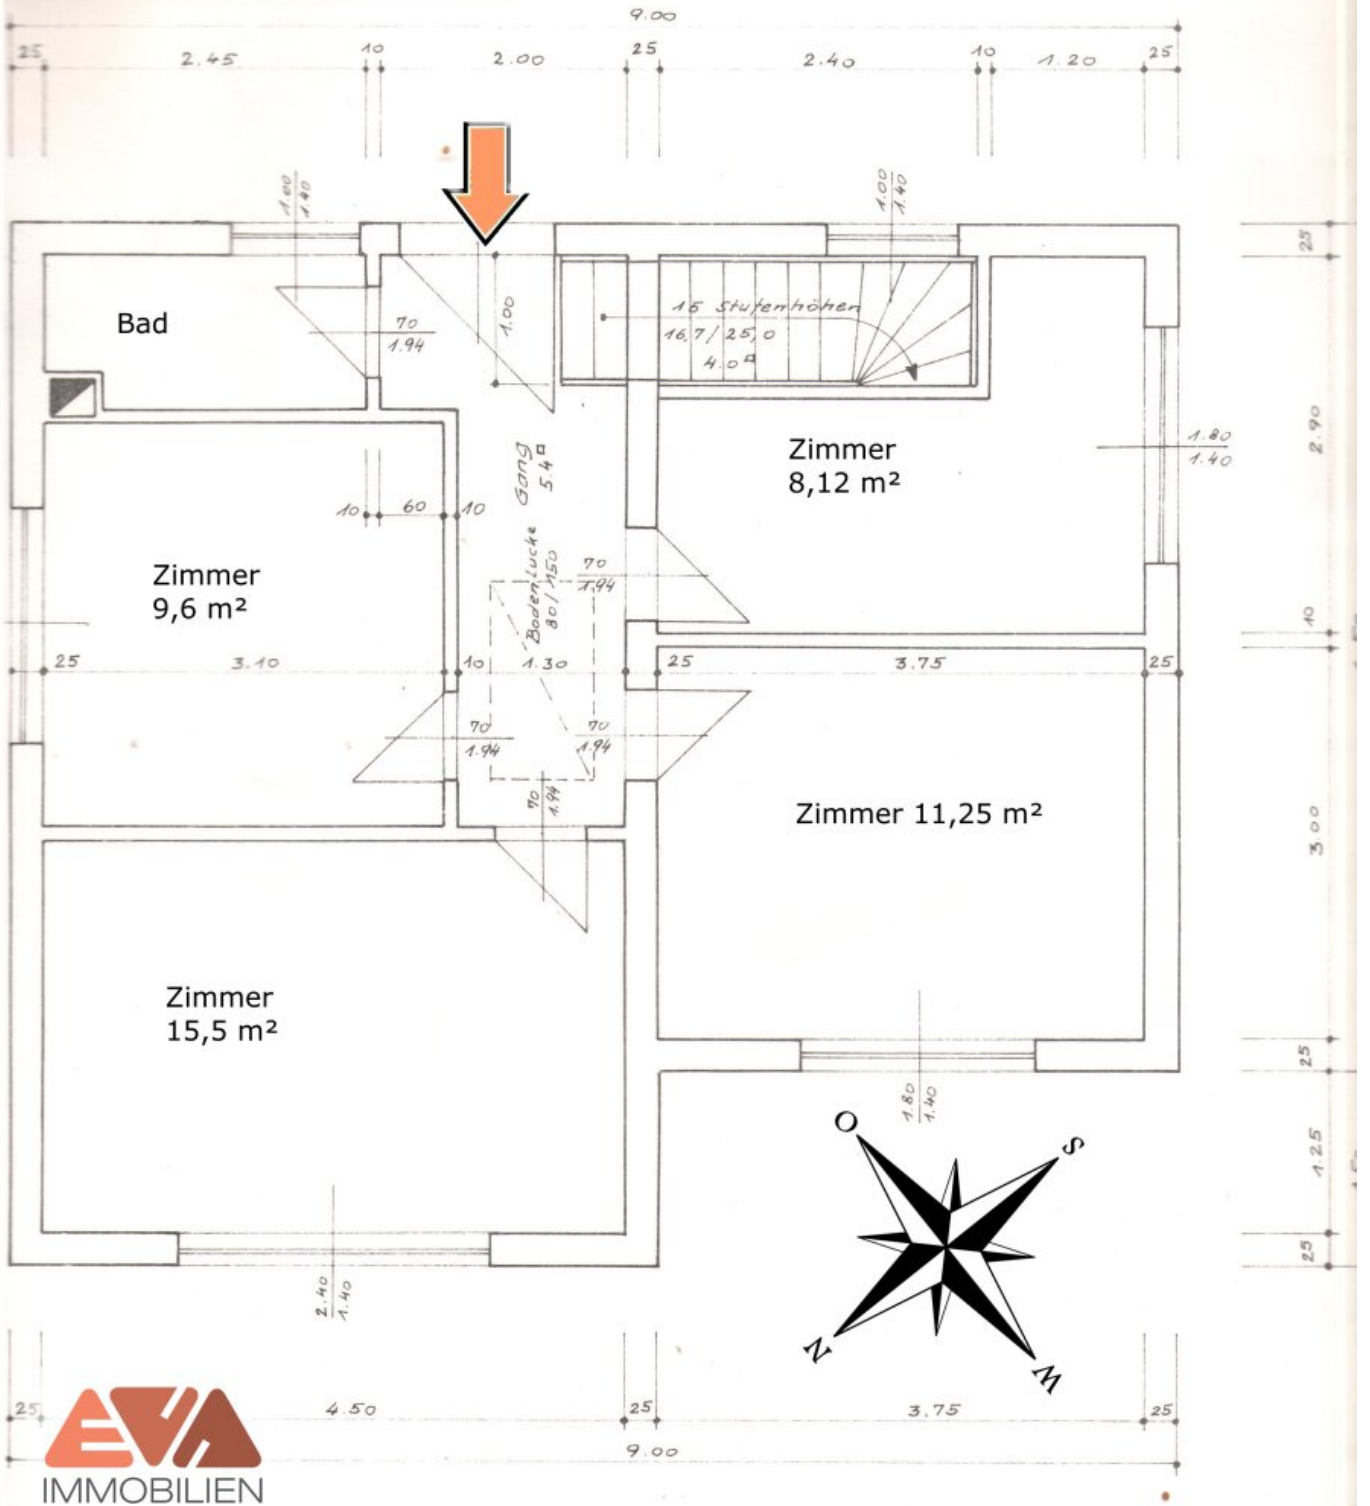 9.00
25 2.45 10 2.00 25 2.40 10 1.20 25
1.00
1.40
1.00
1.40
25
Bad
70
1.94
1.00
15 Stufenhöhen
16,7/25,0
4.0
Zimmer
8,12 m²
1.80
1.40
2.90
Gang
5.4
10 60 10
Bodenlucke
80/150
Zimmer
9,6 m²
70
1.94
10
25 3.10 10 1.30 25 3.75 25
70
1.94
70
1.94
70
1.94
Zimmer 11,25 m²
3.00
Zimmer
15,5 m²
25
1.80
1.40
O
S
N
W
1.25
25
2.40
1.40
25 4.50 25 3.75 25
9.00
EVA
IMMOBILIEN